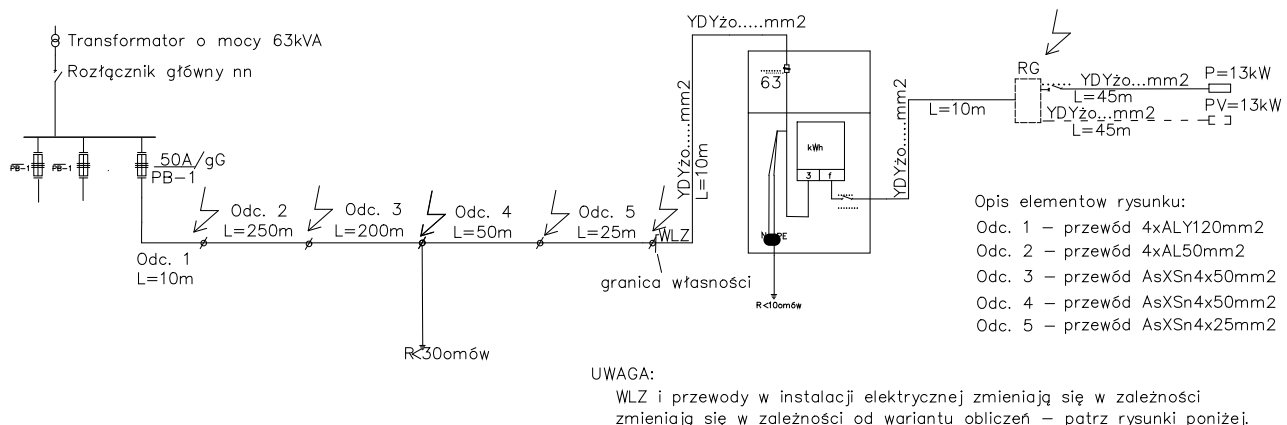 Transformator o mocy 63kVA
Rozłącznik główny nn
PB-1
PB-1
50A/gG
PB-1
Odc. 1
L=10m
Odc. 2
L=250m
Odc. 3
L=200m
Odc. 4
L=50m
Odc. 5
L=25m
WLZ
granica własności
R<30omów
YDYżo.....mm2
YDYżo.....mm2
L=10m
63
kWh
3 f
N PE
R<10omów
YDYżo.....mm2
L=10m
RG
YDYżo...mm2
L=45m
P=13kW
YDYżo...mm2
L=45m
PV=13kW
Opis elementow rysunku:
Odc. 1 – przewód 4xALY120mm2
Odc. 2 – przewód 4xAL50mm2
Odc. 3 – przewód AsXSn4x50mm2
Odc. 4 – przewód AsXSn4x50mm2
Odc. 5 – przewód AsXSn4x25mm2
UWAGA:
WLZ i przewody w instalacji elektrycznej zmieniają się w zależności
zmieniają się w zależności od wariantu obliczeń – patrz rysunki poniżej.